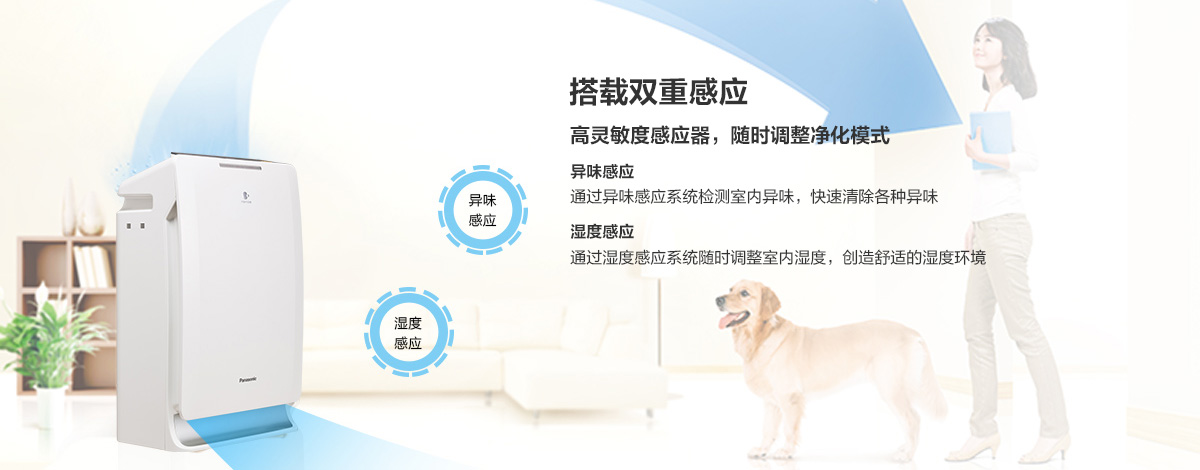 搭载双重感应
高灵敏度感应器，随时调整净化模式
异味感应
通过异味感应系统检测室内异味，快速清除各种异味
湿度感应
通过湿度感应系统随时调整室内湿度，创造舒适的湿度环境
异味
感应
湿度
感应
Panasonic